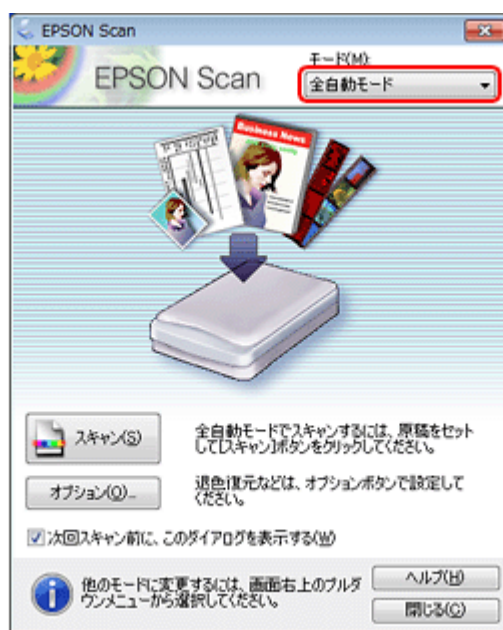 EPSON Scan
モード(M):
EPSON Scan
全自動モード
Business News
スキャン(S)
全自動モードでスキャンするには、原稿をセット
して[スキャン]ボタンをクリックしてください。
オプション(O)...
退色復元などは、オプションボタンで設定して
ください。
次回スキャン前に、このダイアログを表示する(W)
他のモードに変更するには、画面右上のプルダ
ウンメニューから選択してください。
ヘルプ(H)
閉じる(C)